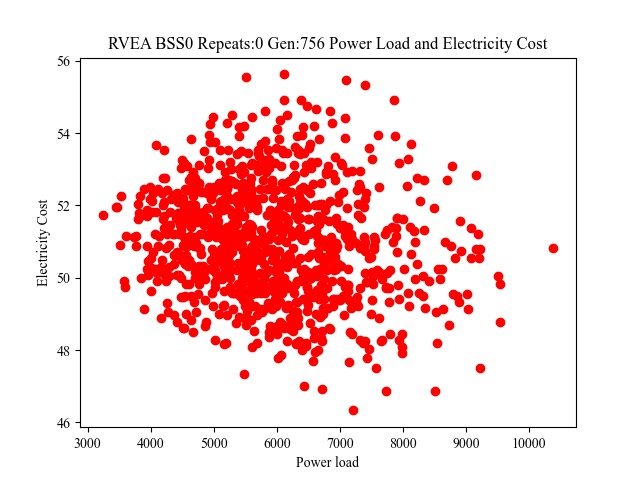 RVEA BSS0 Repeats:0 Gen:756 Power Load and Electricity Cost
56
54
52
50
48
46
Electricity Cost
3000 4000 5000 6000 7000 8000 9000 10000
Power load